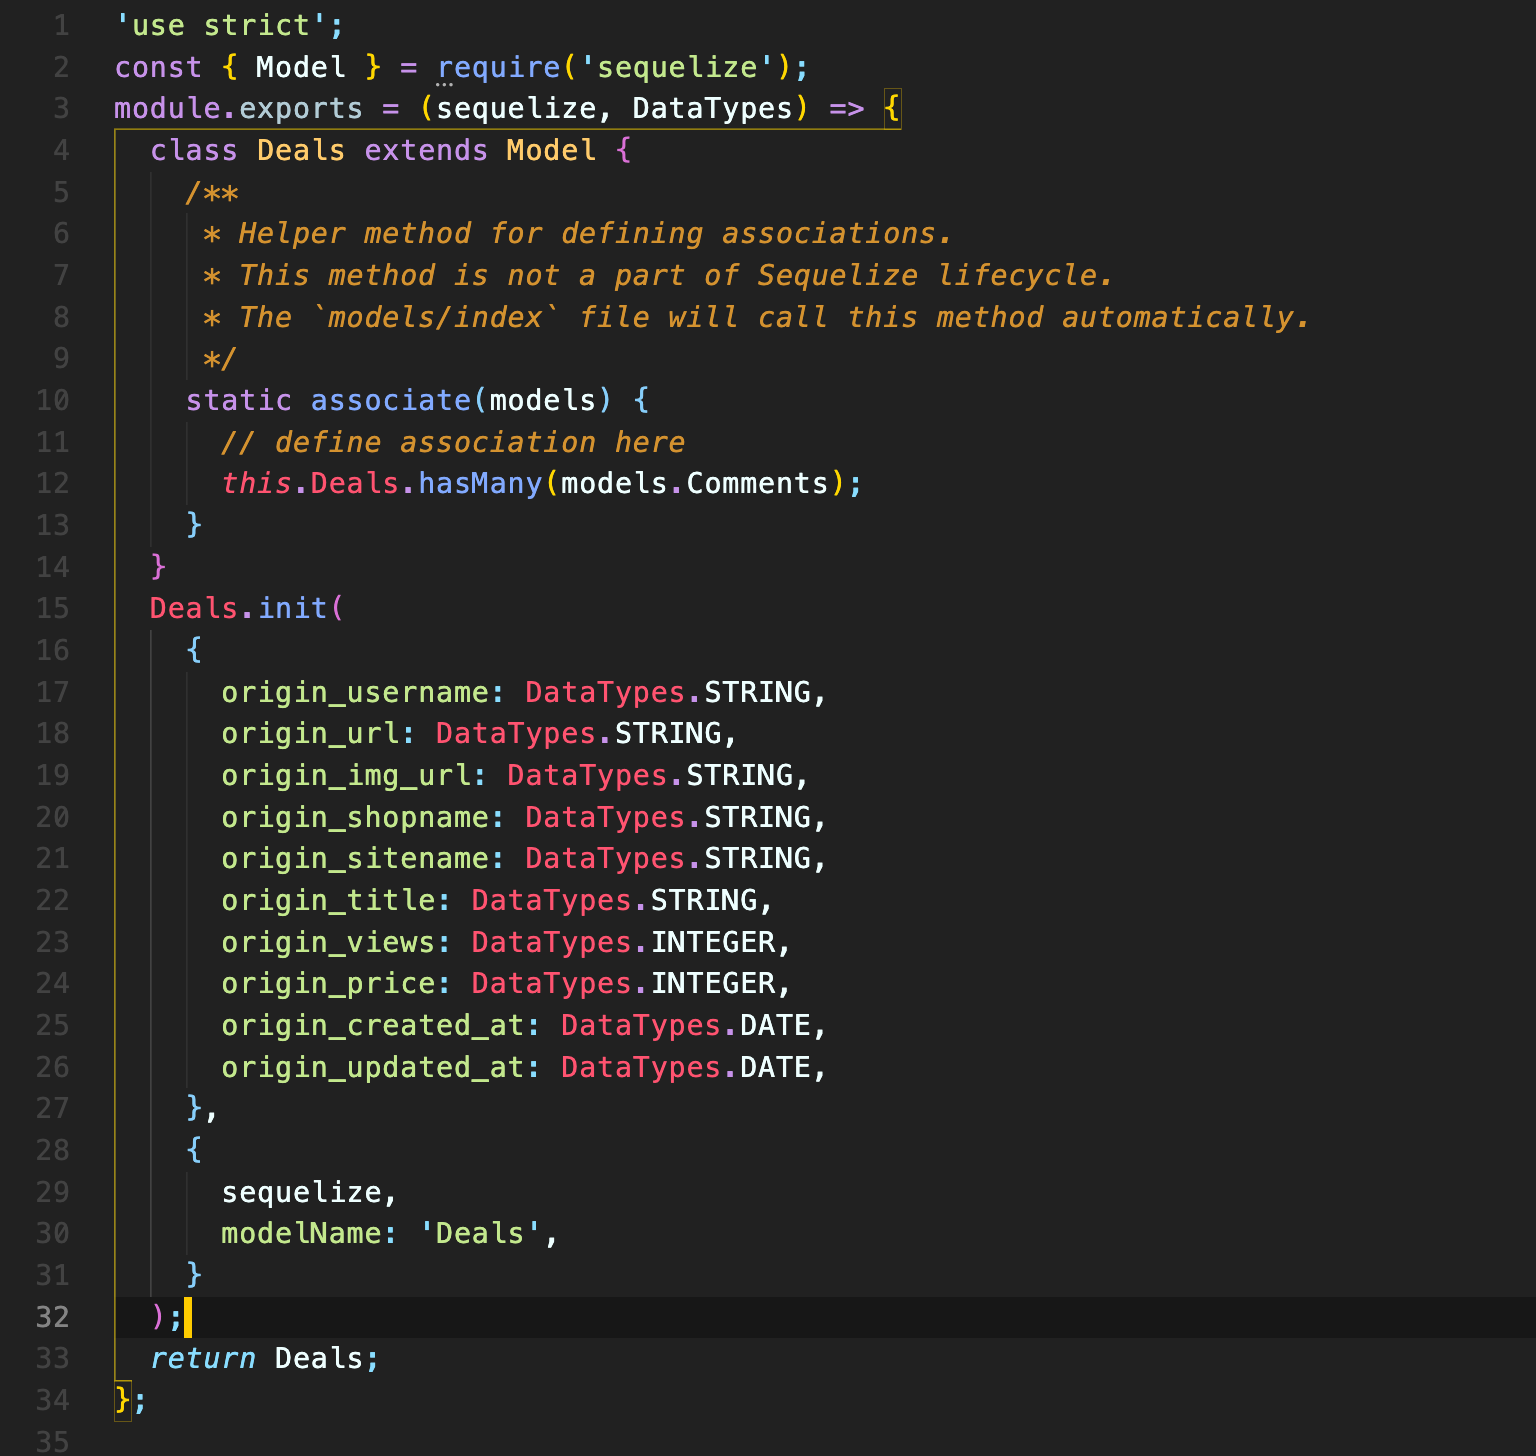 1 'use strict';
2 const { Model } = require('sequelize');
3 module.exports = (sequelize, DataTypes) => {
4   class Deals extends Model {
5     /**
6      * Helper method for defining associations.
7      * This method is not a part of Sequelize lifecycle.
8      * The `models/index` file will call this method automatically.
9      */
10     static associate(models) {
11       // define association here
12       this.Deals.hasMany(models.Comments);
13     }
14   }
15   Deals.init(
16     {
17       origin_username: DataTypes.STRING,
18       origin_url: DataTypes.STRING,
19       origin_img_url: DataTypes.STRING,
20       origin_shopname: DataTypes.STRING,
21       origin_sitename: DataTypes.STRING,
22       origin_title: DataTypes.STRING,
23       origin_views: DataTypes.INTEGER,
24       origin_price: DataTypes.INTEGER,
25       origin_created_at: DataTypes.DATE,
26       origin_updated_at: DataTypes.DATE,
27     },
28     {
29       sequelize,
30       modelName: 'Deals',
31     }
32   );
33   return Deals;
34 };
35